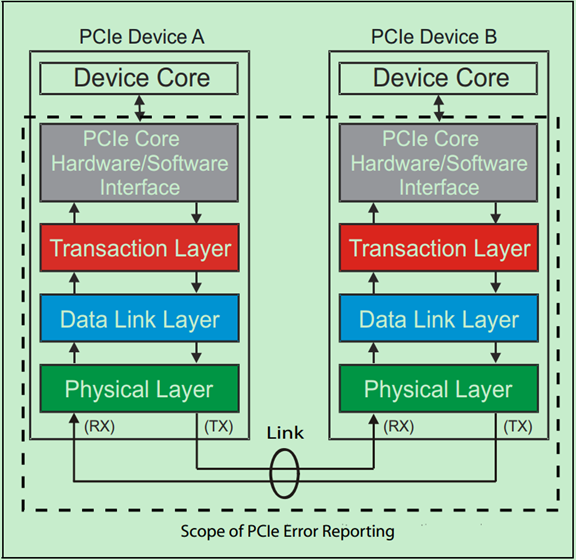 PCIe Device A
PCIe Device B
Device Core
Device Core
PCIe Core
Hardware/Software
Interface
PCIe Core
Hardware/Software
Interface
Transaction Layer
Transaction Layer
Data Link Layer
Data Link Layer
Physical Layer
Physical Layer
(RX)
(TX)
Link
(RX)
(TX)
Scope of PCIe Error Reporting